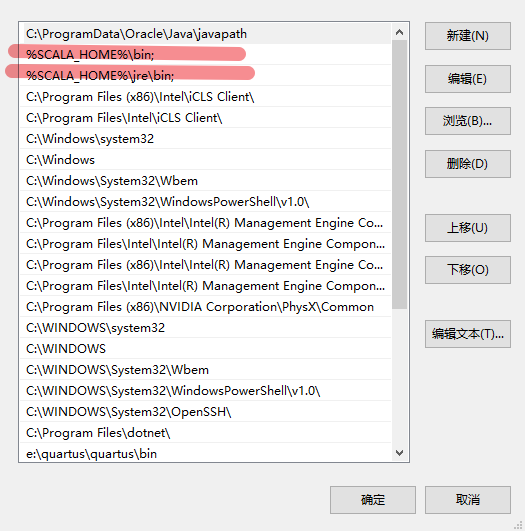 C:\ProgramData\Oracle\Java\javapath
%SCALA_HOME%\bin;
%SCALA_HOME%\jre\bin;
C:\Program Files (x86)\Intel\iCLS Client\
C:\Program Files\Intel\iCLS Client\
C:\Windows\system32
C:\Windows
C:\Windows\System32\Wbem
C:\Windows\System32\WindowsPowerShell\v1.0\
C:\Program Files (x86)\Intel\Intel(R) Management Engine Co...
C:\Program Files\Intel\Intel(R) Management Engine Compon...
C:\Program Files (x86)\Intel\Intel(R) Management Engine Co...
C:\Program Files\Intel\Intel(R) Management Engine Compon...
C:\Program Files (x86)\NVIDIA Corporation\PhysX\Common
C:\WINDOWS\system32
C:\WINDOWS
C:\WINDOWS\System32\Wbem
C:\WINDOWS\System32\WindowsPowerShell\v1.0\
C:\WINDOWS\System32\OpenSSH\
C:\Program Files\dotnet\
e:\quartus\quartus\bin
新建(N)
编辑(E)
浏览(B)...
删除(D)
上移(U)
下移(O)
编辑文本(T)...
确定
取消